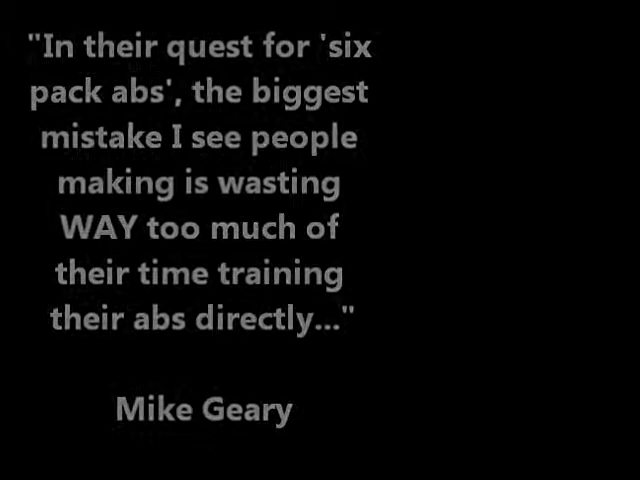 "In their quest for 'six
pack abs', the biggest
mistake I see people
making is wasting
WAY too much of
their time training
their abs directly..."
Mike Geary